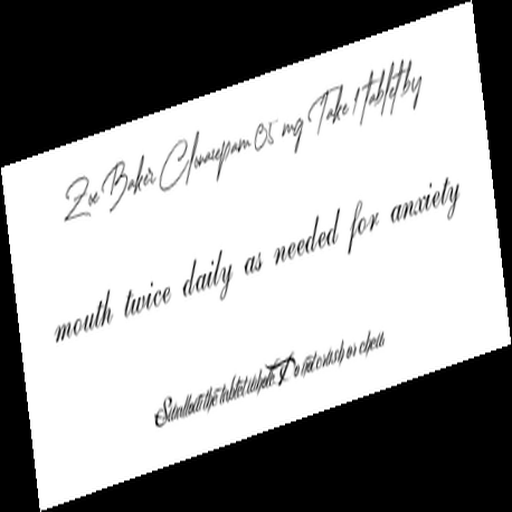 Zoe Baker Clonazepam 0.5 mg Take 1 tablet by
mouth twice daily as needed for anxiety
Swallow the tablet whole. Do not crush or chew